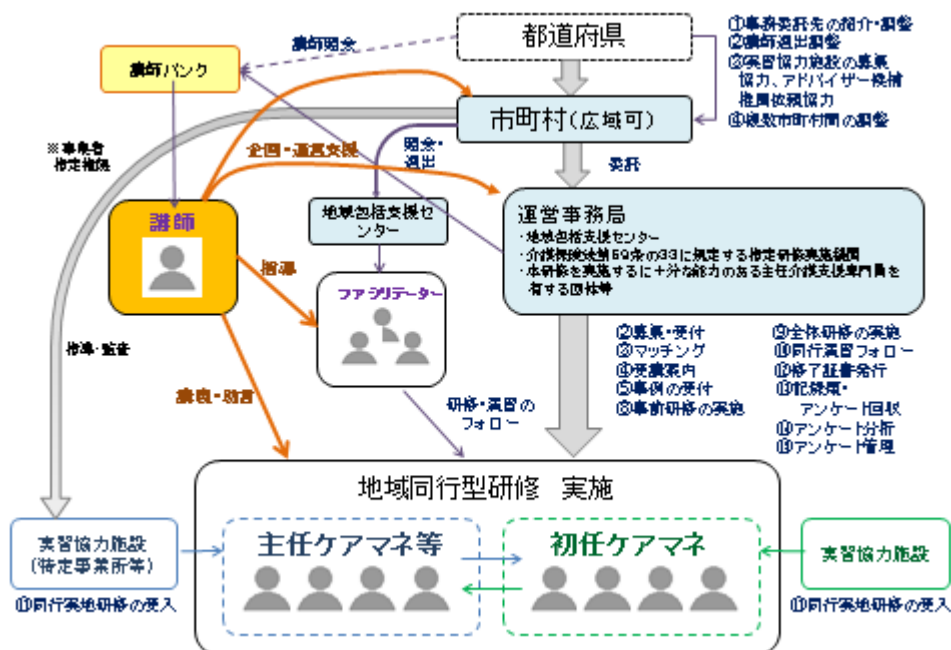 都道府県
①事務委託先の紹介・調整
②講師選出調整
③実習協力施設の募集
協力、アドバイザー候補
推薦依頼協力
④複数市町村間の調整
講師照会
講師バンク
市町村(広域可)
※事業者
指定権限
企画・運営支援
照会・
選出
委託
講師
地域包括支援セ
ンター
運営事務局
・地域包括支援センター
・介護保険法第69条の33に規定する指定研修実施機関
・本研修を実施するに十分な能力のある主任介護支援専門員を
有する団体等
指導
ファシリテーター
指導・監査
講義・助言
研修・演習の
フォロー
②募集・受付
③マッチング
④受講案内
⑤事例の受付
⑧事前研修の実施
⑨全体研修の実施
⑩同行演習フォロー
⑫修了証書発行
⑬記録類・
アンケート回収
⑭アンケート分析
⑮アンケート管理
地域同行型研修 実施
実習協力施設
(特定事業所等)
主任ケアマネ等
初任ケアマネ
実習協力施設
⑪同行実地研修の受入
⑪同行実地研修の受入